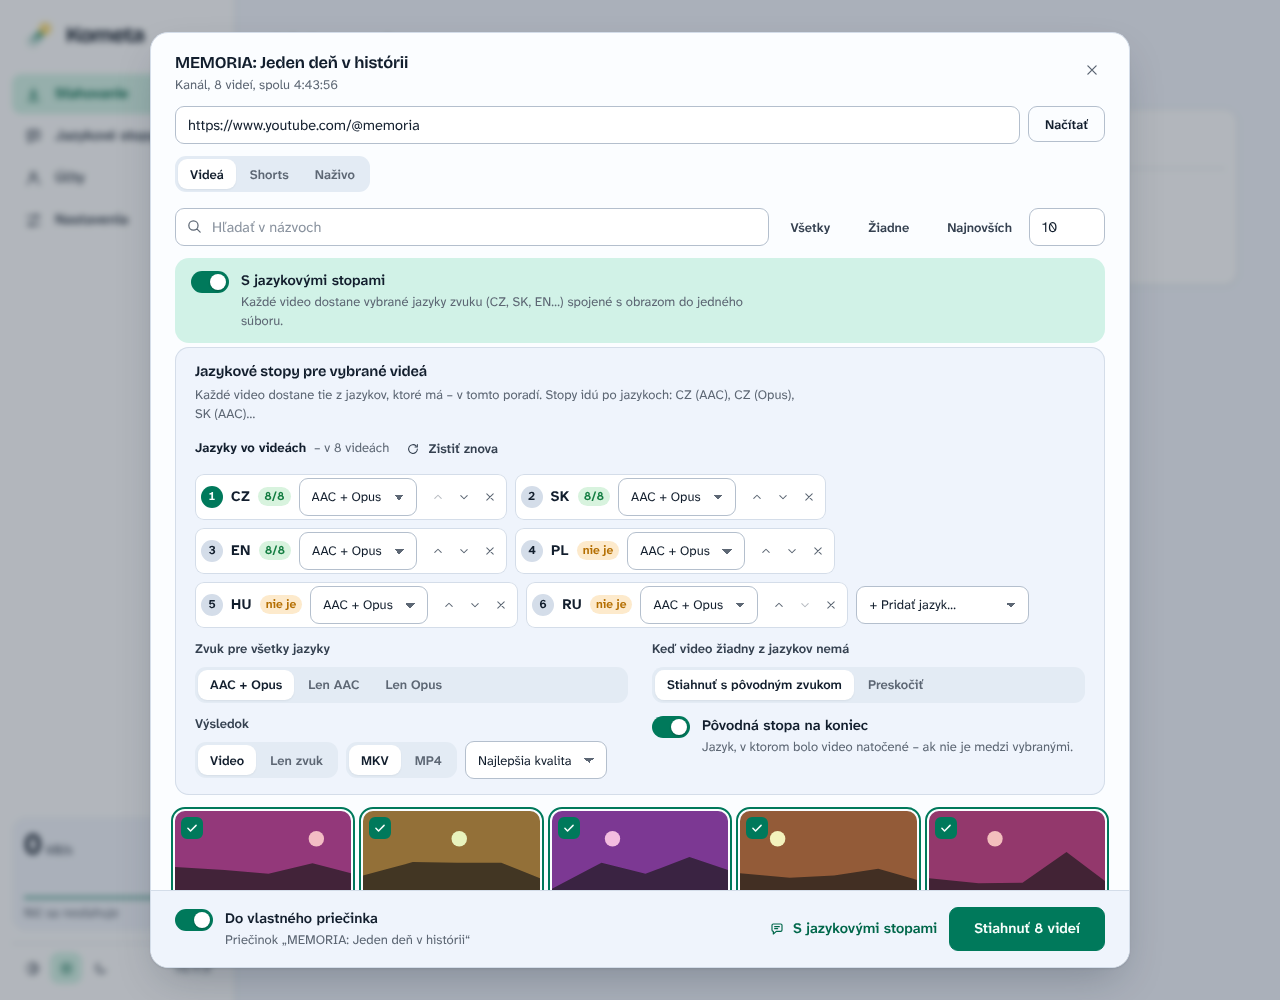 Kometa
Sťahovanie
Účty
Nastavenia
MEMORIA: Jeden deň v histórii
Kanál, 8 videí, spolu 4:43:56
https://www.youtube.com/@memoria
Načítať
Videá Shorts Naživo
Hľadať v názvoch Všetky Žiadne Najnovších 10
S jazykovými stopami
Každé video dostane vybrané jazyky zvuku (CZ, SK, EN...) spojené s obrazom do jedného
súboru.
Jazykové stopy pre vybrané videá
Každé video dostane tie z jazykov, ktoré má – v tomto poradí. Stopy idú po jazykoch: CZ (AAC), CZ (Opus),
SK (AAC)...
Jazyky vo videách – v 8 videách Zistiť znova
1 CZ 8/8 AAC + Opus 2 SK 8/8 AAC + Opus
3 EN 8/8 AAC + Opus 4 PL nie je AAC + Opus
5 HU nie je AAC + Opus 6 RU nie je AAC + Opus + Pridať jazyk...
Zvuk pre všetky jazyky Keď video žiadny z jazykov nemá
AAC + Opus Len AAC Len Opus Stiahnuť s pôvodným zvukom Preskočiť
Výsledok Pôvodná stopa na koniec
Jazyk, v ktorom bolo video natočené – ak nie je medzi vybranými.
Video Len zvuk MKV MP4 Najlepšia kvalita
Do vlastného priečinka
Priečinok „MEMORIA: Jeden deň v histórii“
S jazykovými stopami Stiahnuť 8 videí